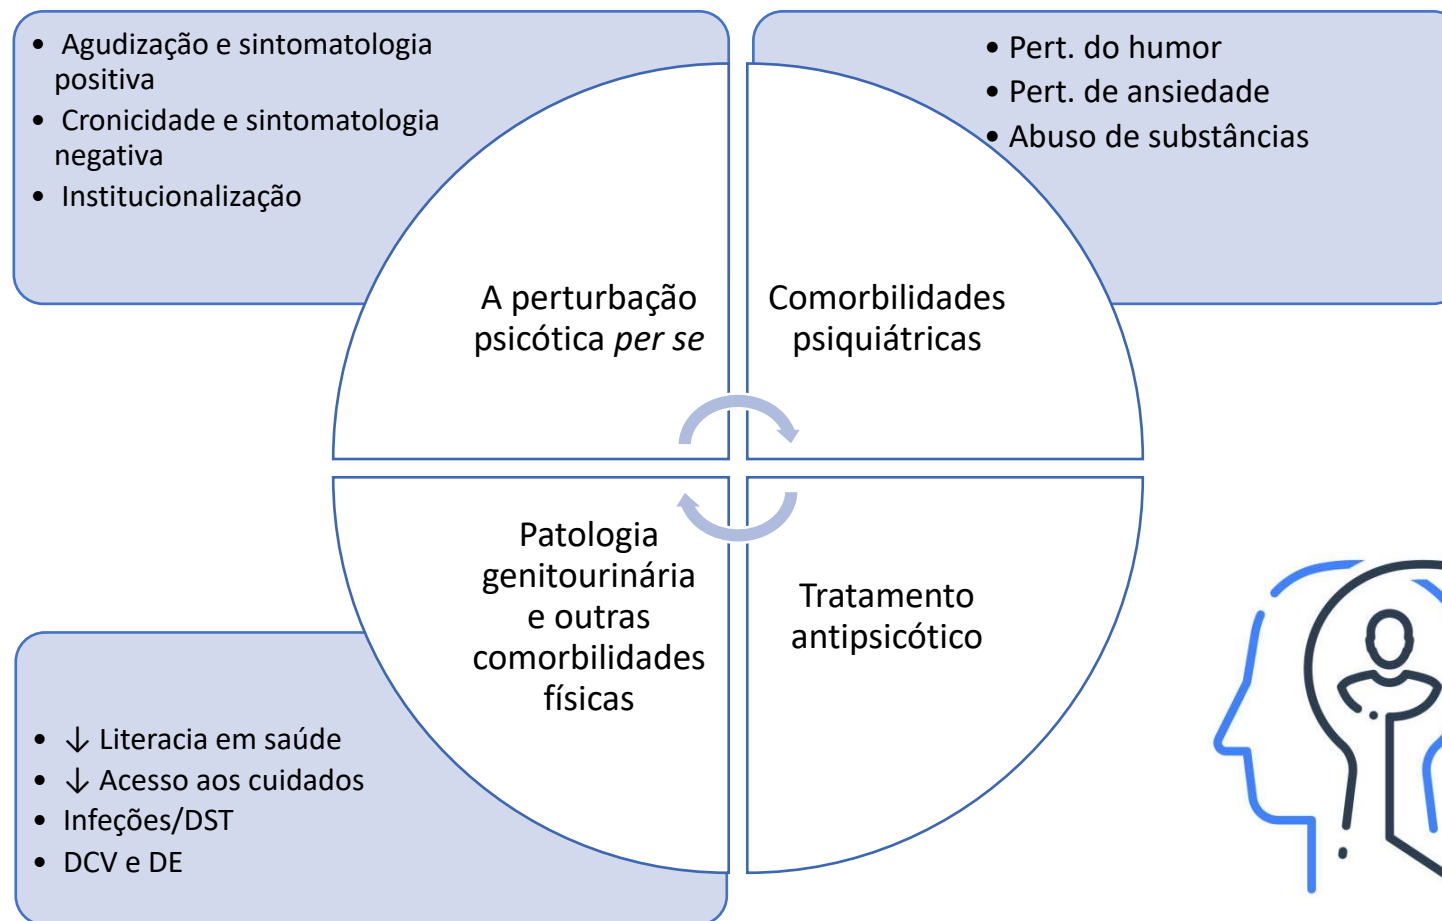 • Agudização e sintomatologia
positiva
• Cronicidade e sintomatologia
negativa
• Institucionalização
• Pert. do humor
• Pert. de ansiedade
• Abuso de substâncias
A perturbação
psicótica per se
Comorbilidades
psiquiátricas
Patologia
genitourinária
e outras
comorbilidades
físicas
Tratamento
antipsicótico
• ↓ Literacia em saúde
• ↓ Acesso aos cuidados
• Infeções/DST
• DCV e DE